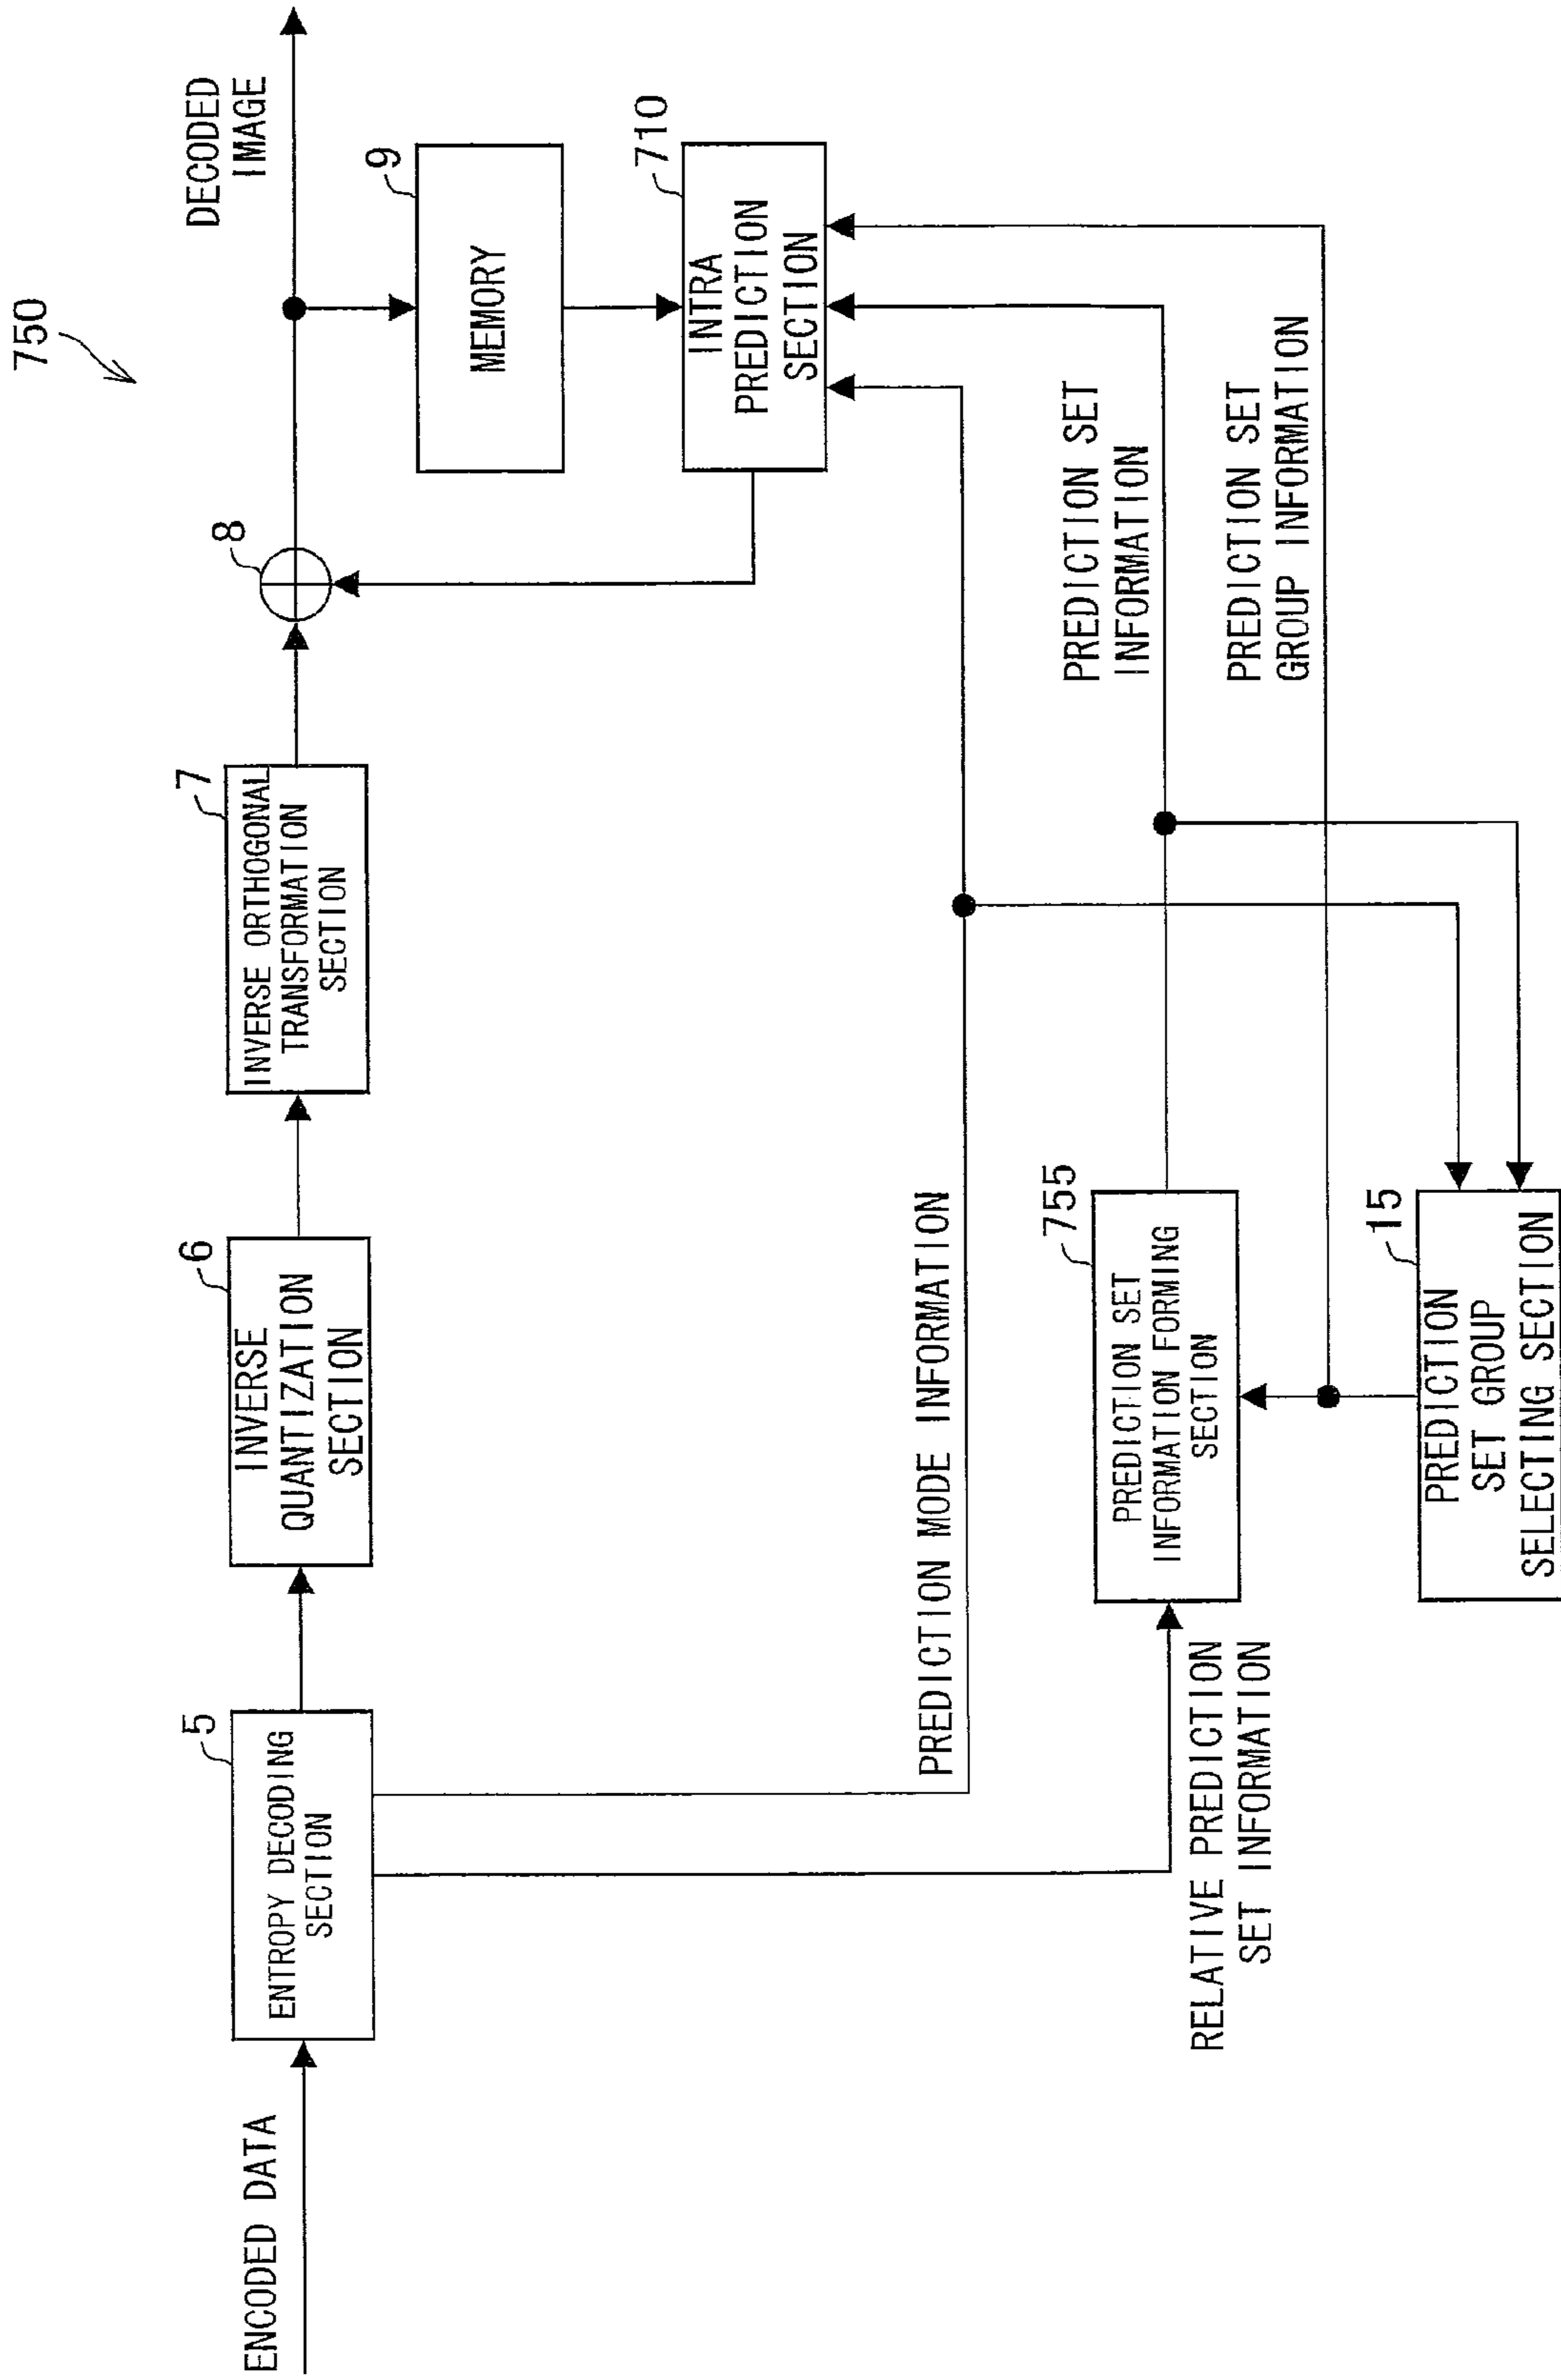 750
ENCODED DATA
5
ENTROPY DECODING
SECTION
6
INVERSE
QUANTIZATION
SECTION
7
INVERSE ORTHOGONAL
TRANSFORMATION
SECTION
8
DECODED
IMAGE
9
MEMORY
710
INTRA
PREDICTION
SECTION
PREDICTION MODE INFORMATION
PREDICTION SET
INFORMATION
PREDICTION SET
GROUP INFORMATION
RELATIVE PREDICTION
SET INFORMATION
755
PREDICTION SET
INFORMATION FORMING
SECTION
15
PREDICTION
SET GROUP
SELECTING SECTION